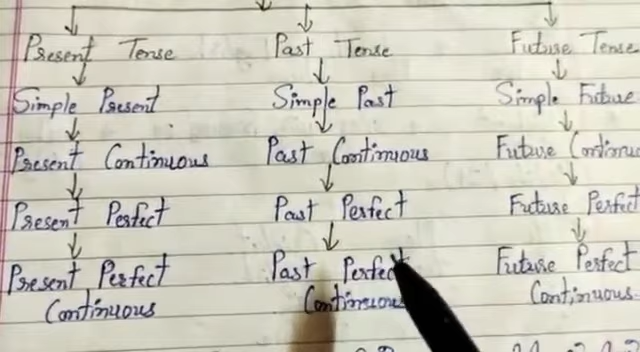 Present Tense Past Tense Future Tense
Simple Present Simple Past Simple Future
Present Continuous Past Continuous Future Continuou
Present Perfect Past Perfect Future Perfect
Present Perfect Past Perfect Future Perfect
Continuous Continuous Continuous